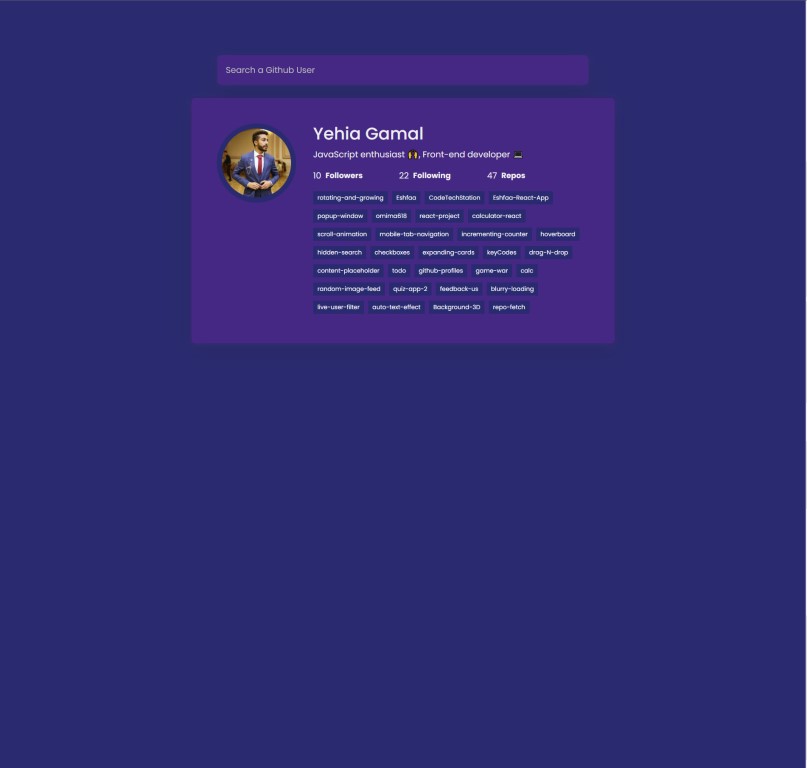 Search a Github User
Yehia Gamal
JavaScript enthusiast 🙌, Front-end developer 💻
10 Followers 22 Following 47 Repos
rotating-and-growing Eshfaa CodeTechStation Eshfaa-React-App
popup-window omima618 react-project calculator-react
scroll-animation mobile-tab-navigation incrementing-counter hoverboard
hidden-search checkboxes expanding-cards keyCodes drag-N-drop
content-placeholder todo github-profiles game-war calc
random-image-feed quiz-app-2 feedback-us blurry-loading
live-user-filter auto-text-effect Background-3D repo-fetch